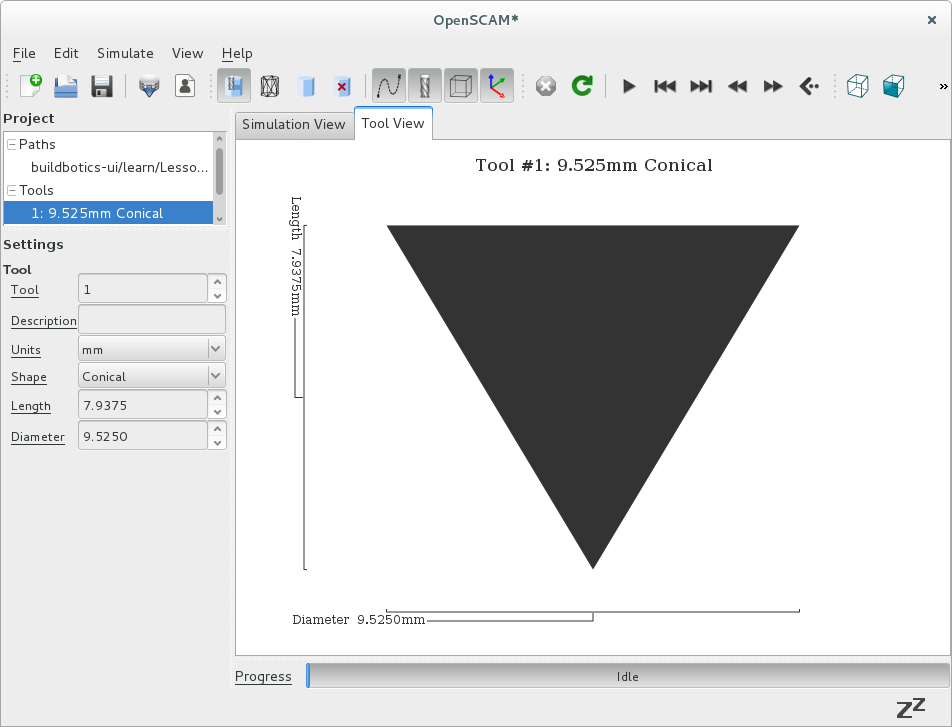 OpenSCAM*
File Edit Simulate View Help
Project
Paths
buildbotics-ui/learn/Lesso...
Tools
1: 9.525mm Conical
Settings
Tool
Tool 1
Description
Units mm
Shape Conical
Length 7.9375
Diameter 9.5250
Simulation View Tool View
Tool #1: 9.525mm Conical
Length 7.9375mm
Diameter 9.5250mm
Progress Idle
zz